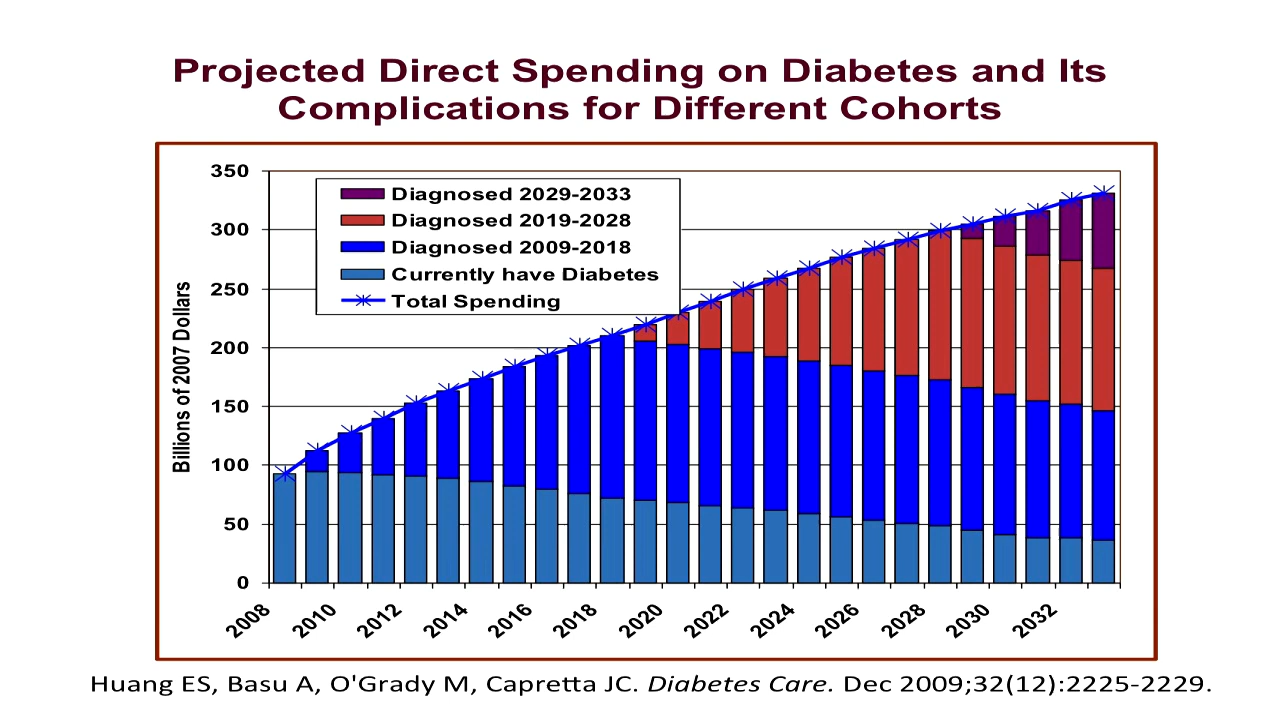 Projected Direct Spending on Diabetes and Its
Complications for Different Cohorts
350
300
250
200
150
100
50
0
Billions of 2007 Dollars
Diagnosed 2029-2033
Diagnosed 2019-2028
Diagnosed 2009-2018
Currently have Diabetes
Total Spending
2008
2010
2012
2014
2016
2018
2020
2022
2024
2026
2028
2030
2032
Huang ES, Basu A, O'Grady M, Capretta JC. Diabetes Care. Dec 2009;32(12):2225-2229.